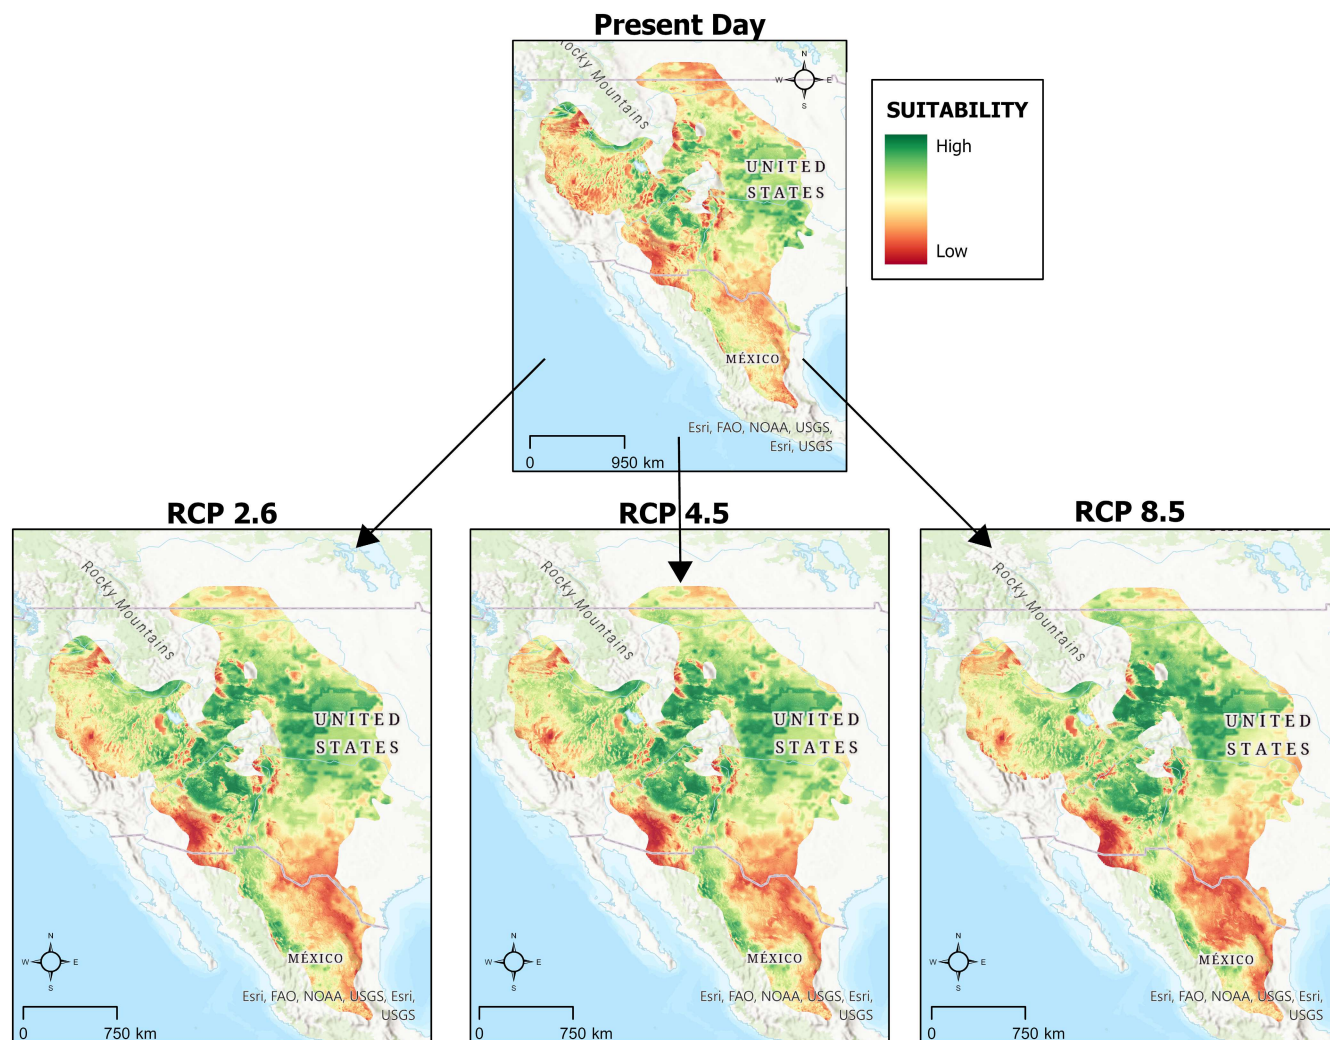 Present Day
Rocky Mountains
N
W E
S
UNITED
STATES
MÉXICO
Esri, FAO, NOAA, USGS,
Esri, USGS
0 950 km
SUITABILITY
High
Low
RCP 2.6
Rocky Mountains
UNITED
STATES
MÉXICO
N
W E
S
Esri, FAO, NOAA, USGS, Esri,
USGS
0 750 km
RCP 4.5
Rocky Mountains
UNITED
STATES
MÉXICO
N
W E
S
Esri, FAO, NOAA, USGS, Esri,
USGS
0 750 km
RCP 8.5
Rocky Mountains
UNITED
STATES
MÉXICO
N
W E
S
Esri, FAO, NOAA, USGS, Esri,
USGS
0 750 km